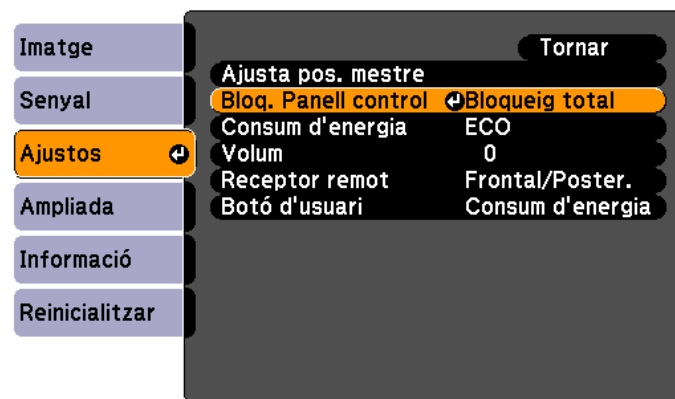 Imatge
Senyal
Ajustos
Ampliada
Informació
Reinicialitzar
Tornar
Ajusta pos. mestre
Bloq. Panell control Bloqueig total
Consum d'energia ECO
Volum 0
Receptor remot Frontal/Poster.
Botó d'usuari Consum d'energia